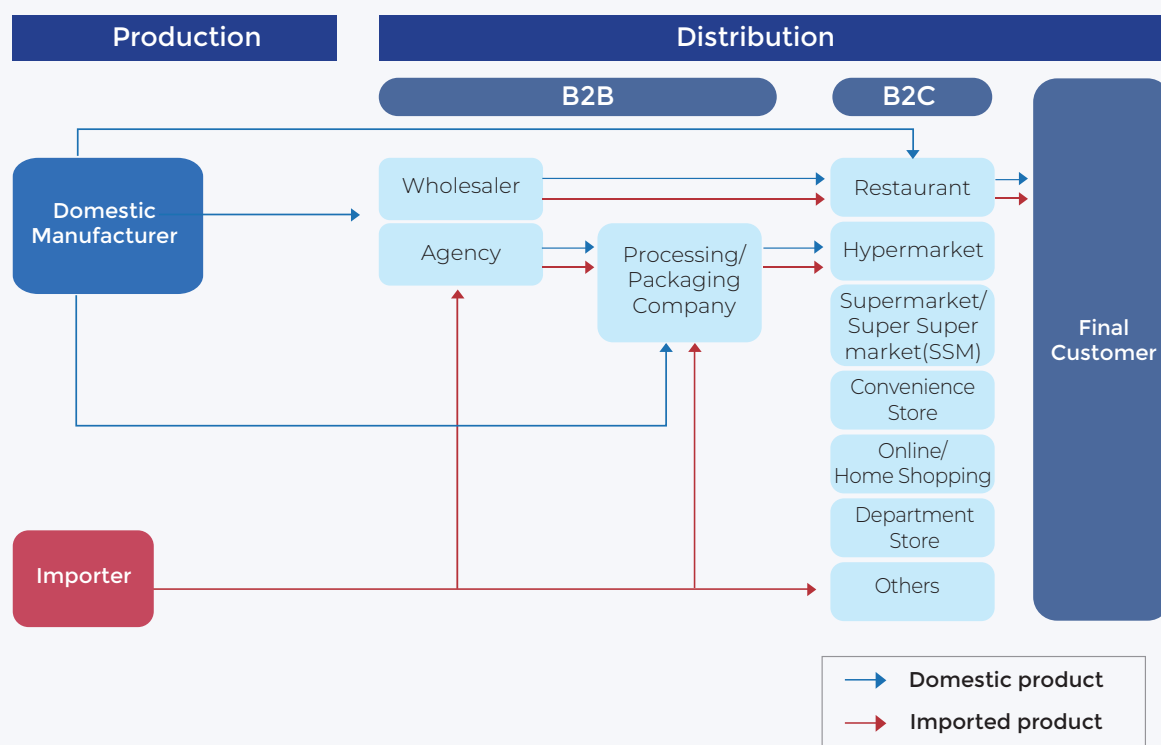 Production
Distribution
B2B
B2C
Domestic
Manufacturer
Wholesaler
Agency
Processing/
Packaging
Company
Restaurant
Hypermarket
Supermarket/
Super Super
market(SSM)
Convenience
Store
Online/
Home Shopping
Department
Store
Others
Final
Customer
Importer
Domestic product
Imported product